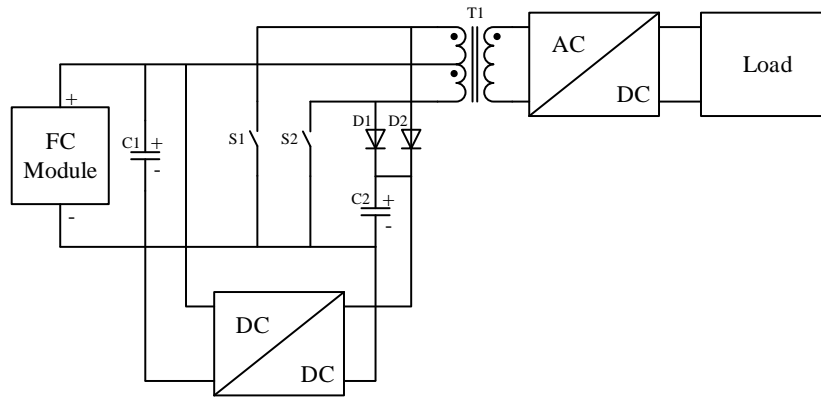 T1
AC
DC
Load
+
FC
Module
-
C1
+
-
S1
S2
D1
D2
C2
+
-
DC
DC